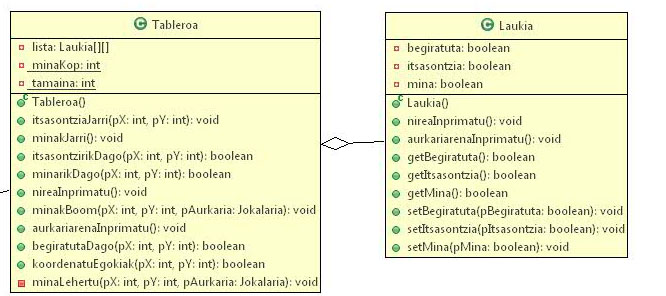 Tableroa
lista: Laukia[][]
minaKop: int
tamaina: int
Tableroa()
itsasontziaJarri(pX: int, pY: int): void
minakJarri(): void
itsasontzirikDago(pX: int, pY: int): boolean
minarikDago(pX: int, pY: int): boolean
nireaInprimatu(): void
minakBoom(pX: int, pY: int, pAurkaria: Jokalaria): void
aurkariarenaInprimatu(): void
begiratutaDago(pX: int, pY: int): boolean
koordenatuEgokiak(pX: int, pY: int): boolean
minaLehertu(pX: int, pY: int, pAurkaria: Jokalaria): void
Laukia
begiratuta: boolean
itsasontzia: boolean
mina: boolean
Laukia()
nireaInprimatu(): void
aurkariarenaInprimatu(): void
getBegiratuta(): boolean
getItsasontzia(): boolean
getMina(): boolean
setBegiratuta(pBegiratuta: boolean): void
setItsasontzia(pItsasontzia: boolean): void
setMina(pMina: boolean): void